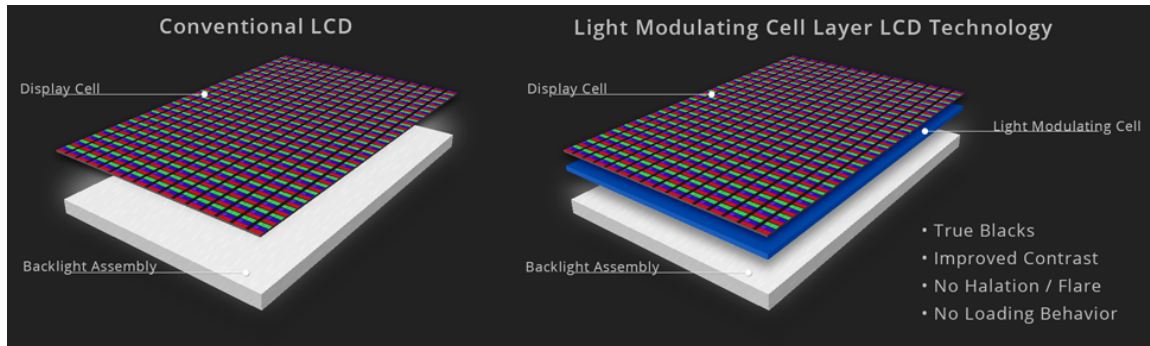 Conventional LCD
Display Cell
Backlight Assembly
Light Modulating Cell Layer LCD Technology
Display Cell
Light Modulating Cell
Backlight Assembly
• True Blacks
• Improved Contrast
• No Halation / Flare
• No Loading Behavior